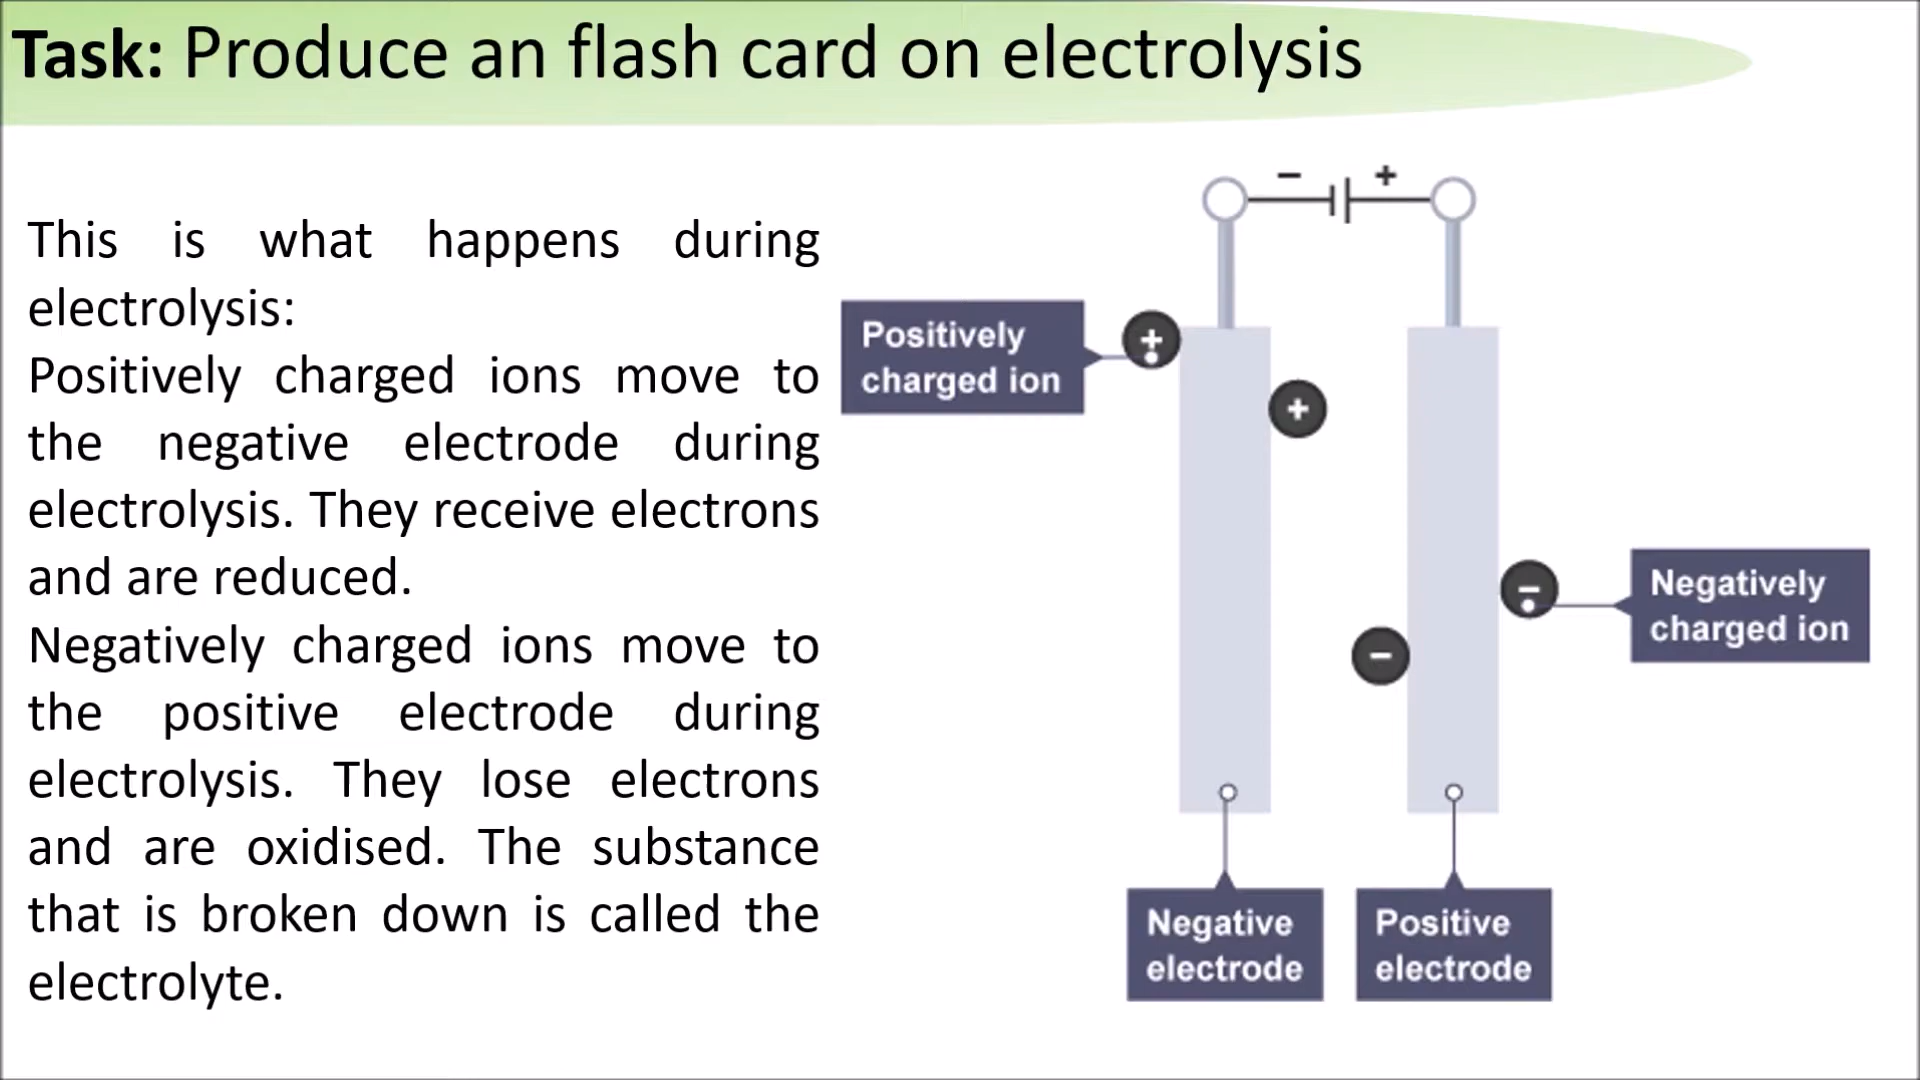 Task: Produce an flash card on electrolysis
This is what happens during
electrolysis:
Positively charged ions move to
the negative electrode during
electrolysis. They receive electrons
and are reduced.
Negatively charged ions move to
the positive electrode during
electrolysis. They lose electrons
and are oxidised. The substance
that is broken down is called the
electrolyte.
− +
Positively
charged ion
+
+
−
Negatively
charged ion
−
Negative
electrode
Positive
electrode